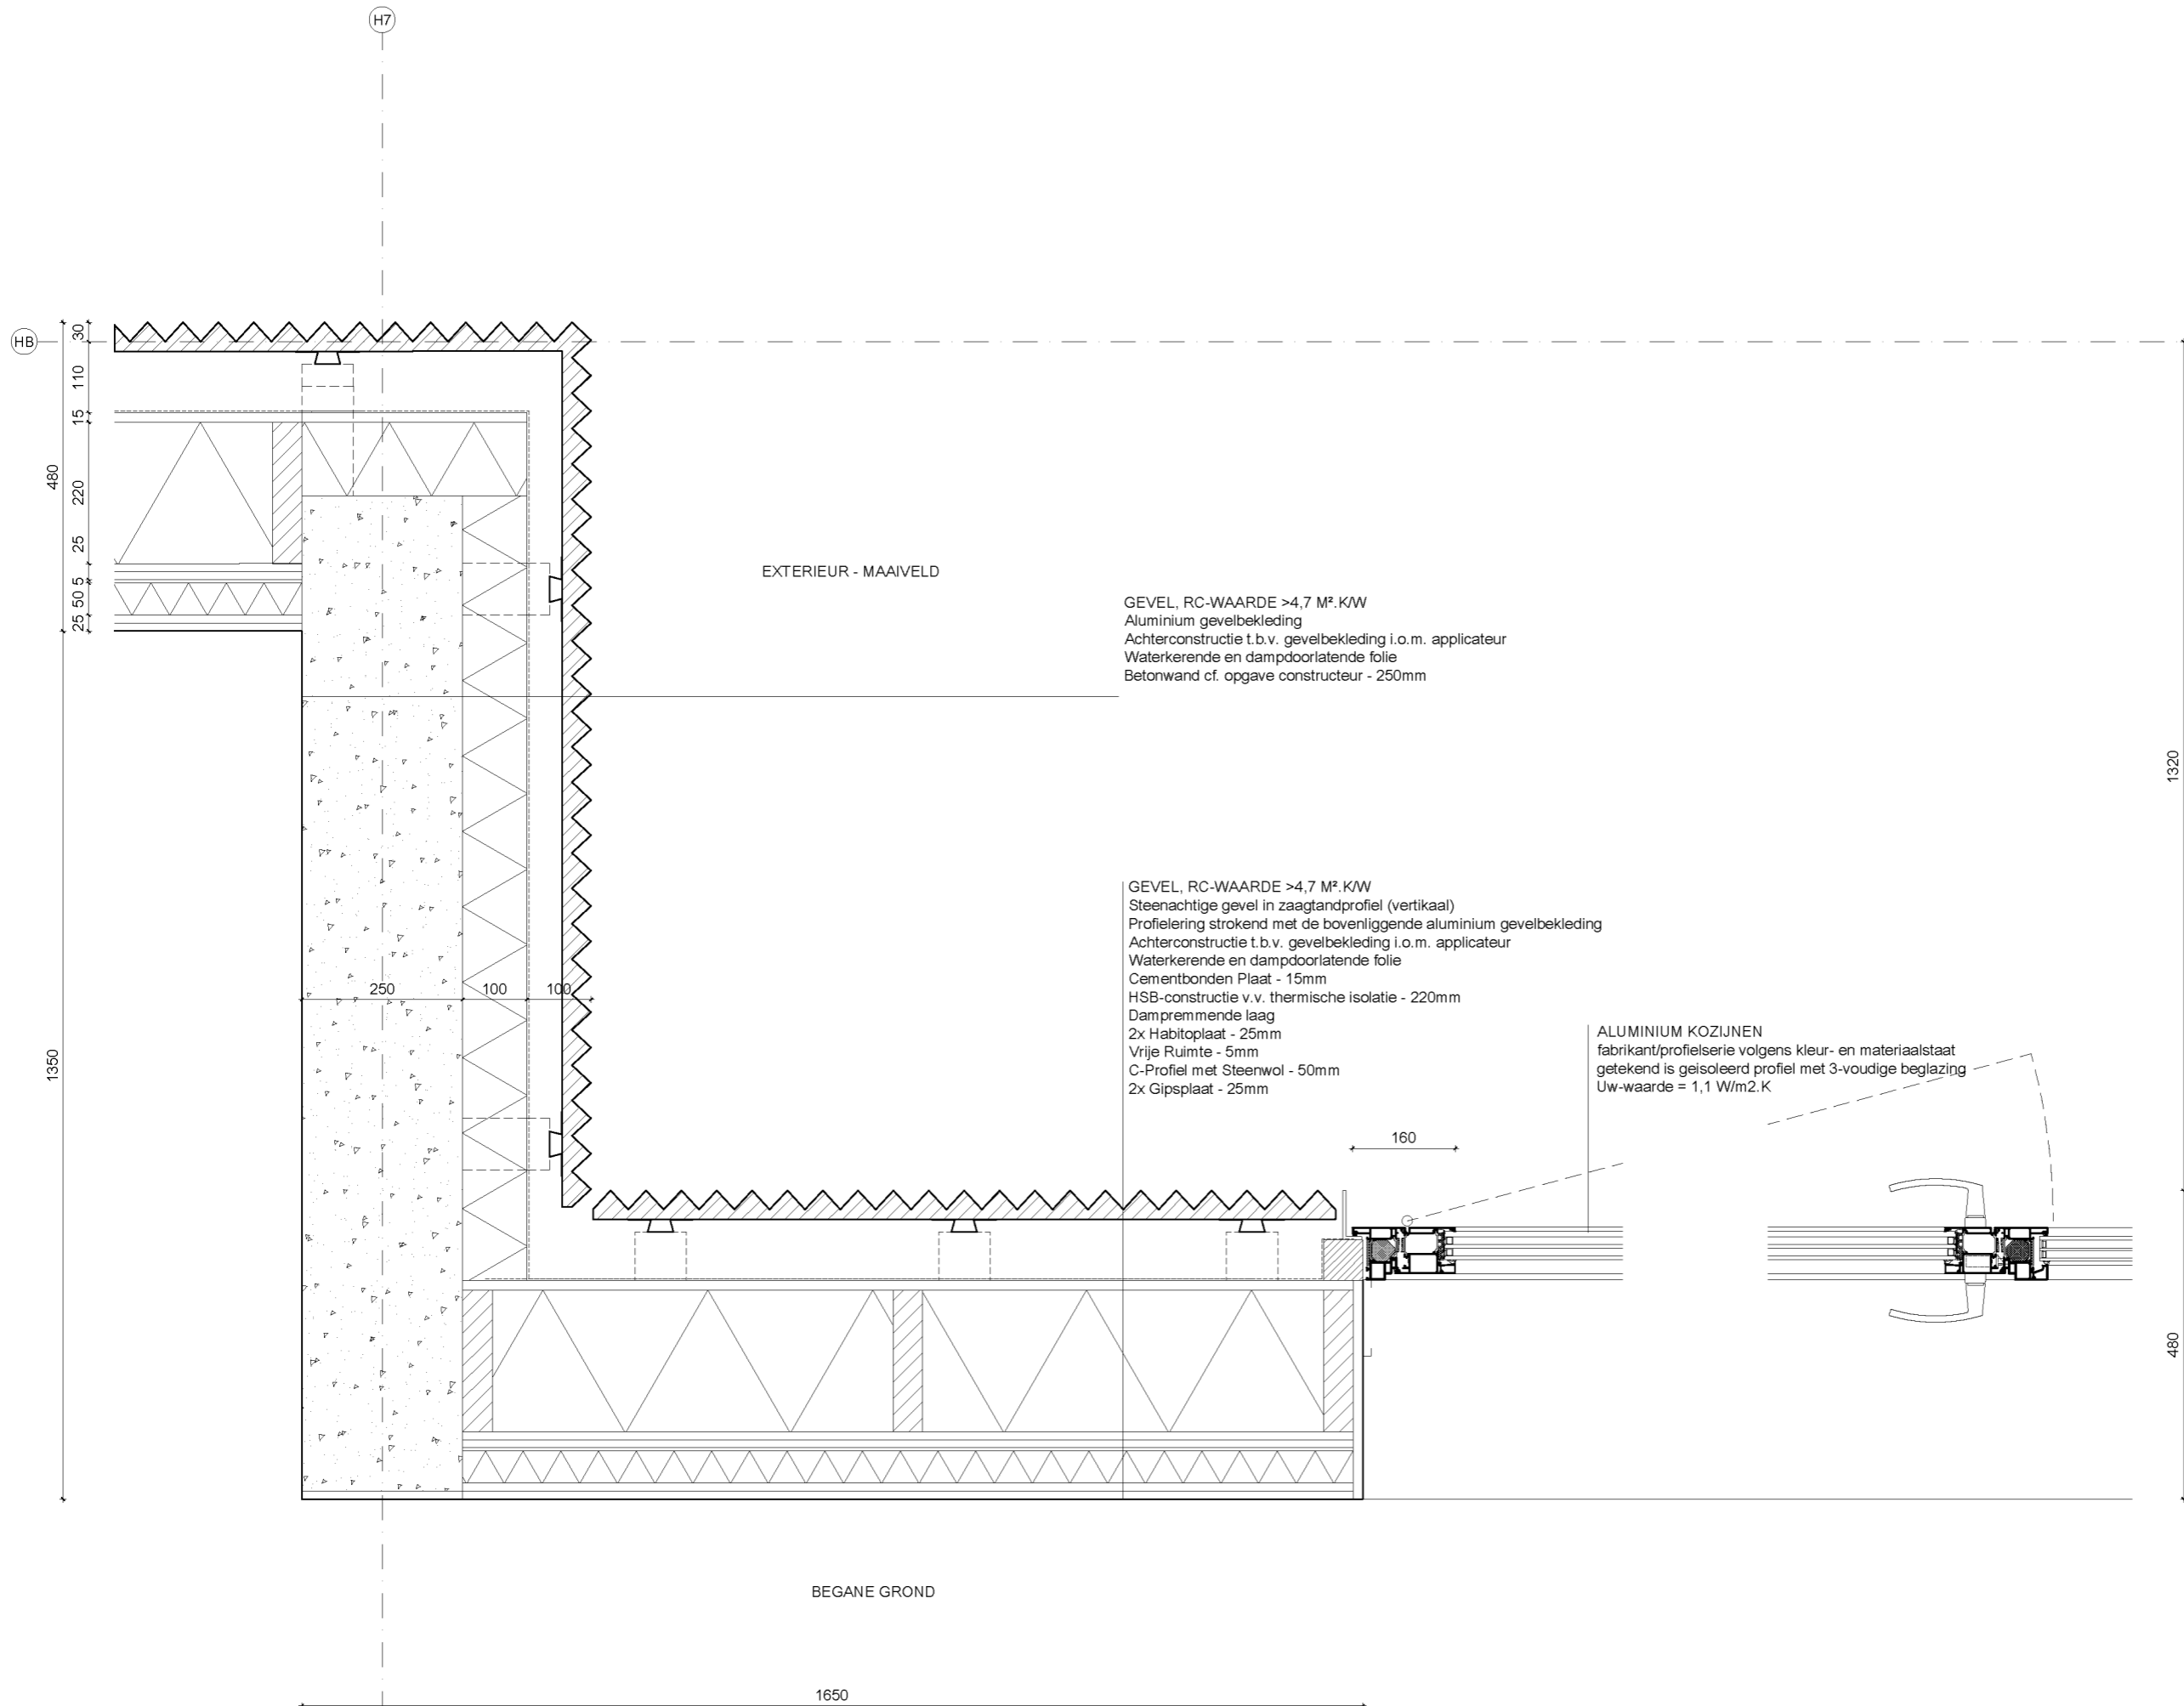 H7
HB
30
110
15
220
25
5
50
25
480
1350
EXTERIEUR - MAAIVELD
GEVEL, RC-WAARDE >4,7 M².K/W
Aluminium gevelbekleding
Achterconstructie t.b.v. gevelbekleding i.o.m. applicateur
Waterkerende en dampdoorlatende folie
Betonwand cf. opgave constructeur - 250mm
1320
GEVEL, RC-WAARDE >4,7 M².K/W
Steenachtige gevel in zaagtandprofiel (vertikaal)
Profielering strokend met de bovenliggende aluminium gevelbekleding
Achterconstructie t.b.v. gevelbekleding i.o.m. applicateur
Waterkerende en dampdoorlatende folie
Cementbonden Plaat - 15mm
HSB-constructie v.v. thermische isolatie - 220mm
Dampremmende laag
2x Habitoplaat - 25mm
Vrije Ruimte - 5mm
C-Profiel met Steenwol - 50mm
2x Gipsplaat - 25mm
250
100
100
ALUMINIUM KOZIJNEN
fabrikant/profielserie volgens kleur- en materiaalstaat
getekend is geisoleerd profiel met 3-voudige beglazing
Uw-waarde = 1,1 W/m2.K
160
480
BEGANE GROND
1650